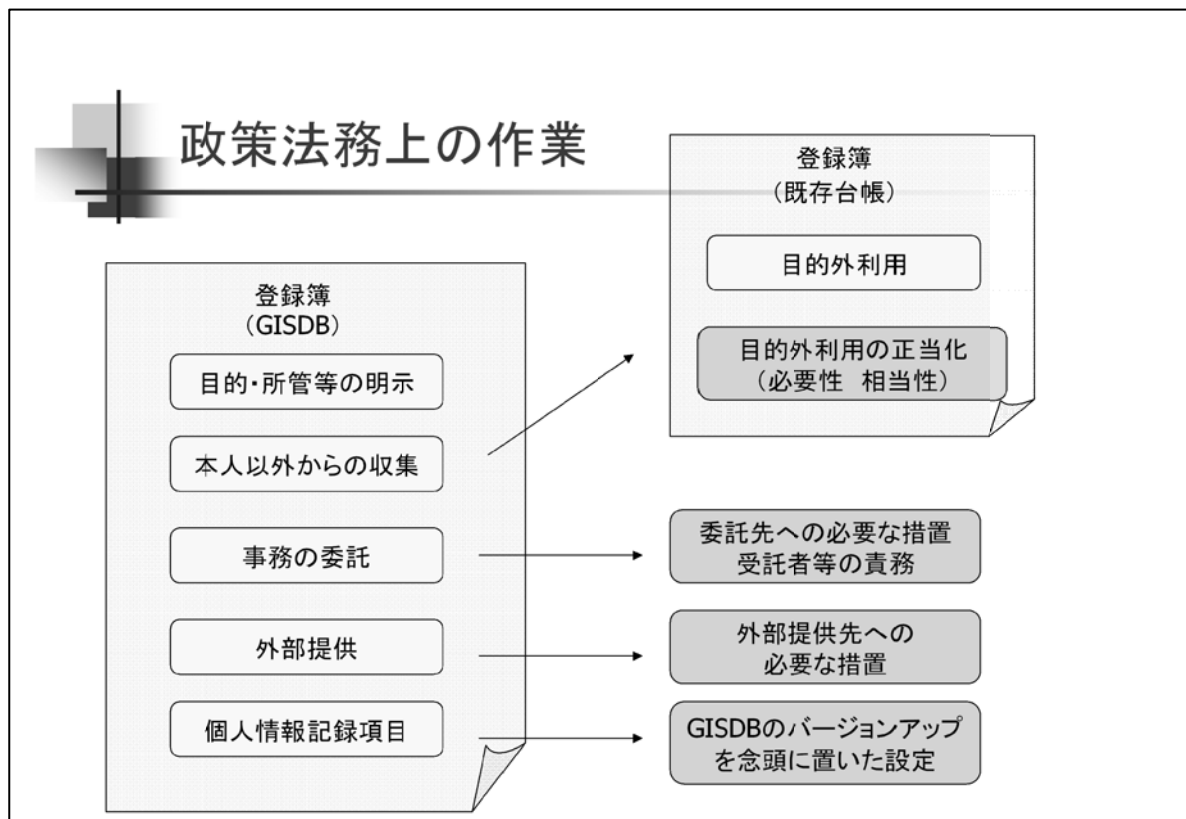 政策法務上の作業
登録簿
（GISDB）
目的・所管等の明示
本人以外からの収集
事務の委託
外部提供
個人情報記録項目
登録簿
（既存台帳）
目的外利用
目的外利用の正当化
（必要性　相当性）
委託先への必要な措置
受託者等の責務
外部提供先への
必要な措置
GISDBのバージョンアップ
を念頭に置いた設定